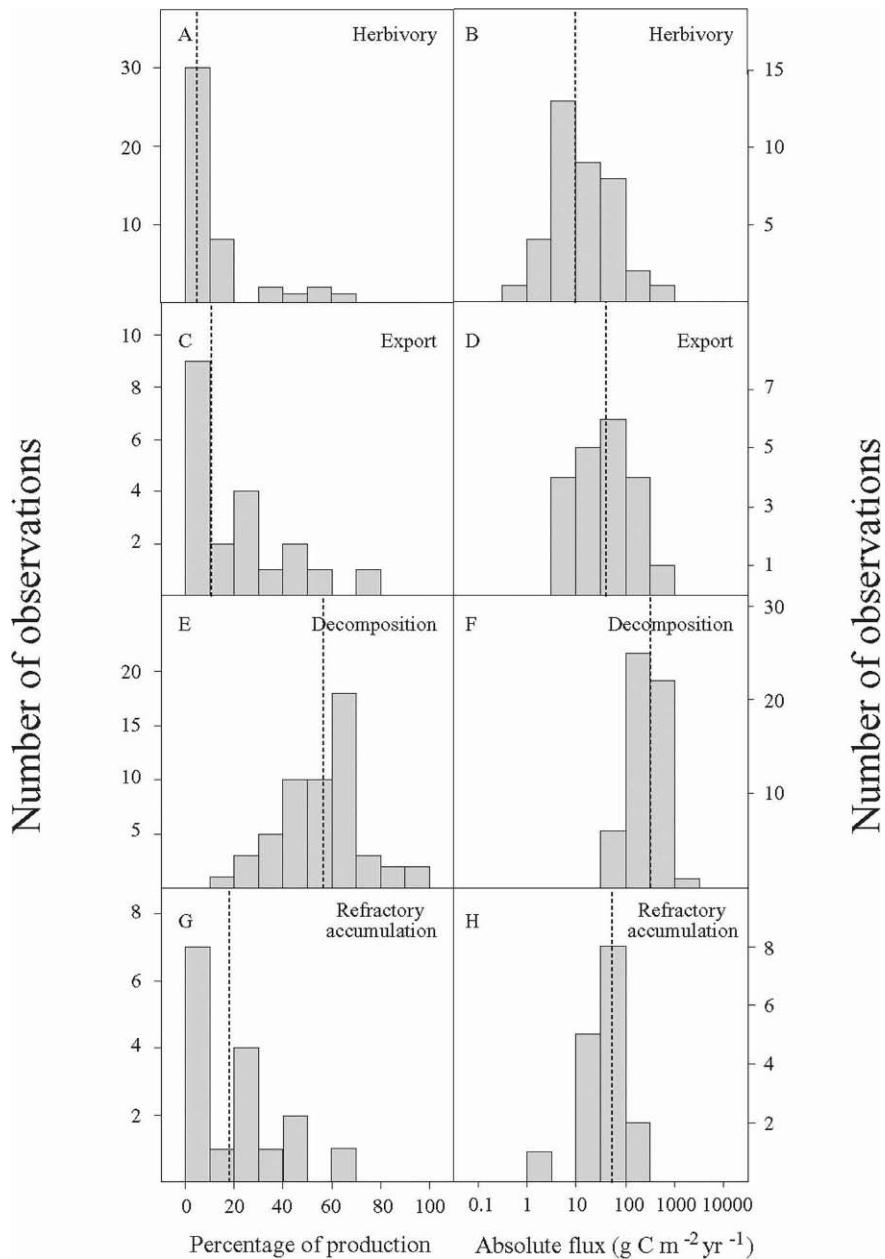 A
Herbivory
30
20
10
B
Herbivory
15
10
5
C
Export
10
8
6
4
2
D
Export
7
5
3
1
E
Decomposition
20
15
10
5
F
Decomposition
30
20
10
G
Refractory
accumulation
8
6
4
2
H
Refractory
accumulation
8
6
4
2
0 20 40 60 80 100
0.1 1 10 100 1000 10000
Percentage of production
Absolute flux (g C m -2 yr -1)
Number of observations
Number of observations